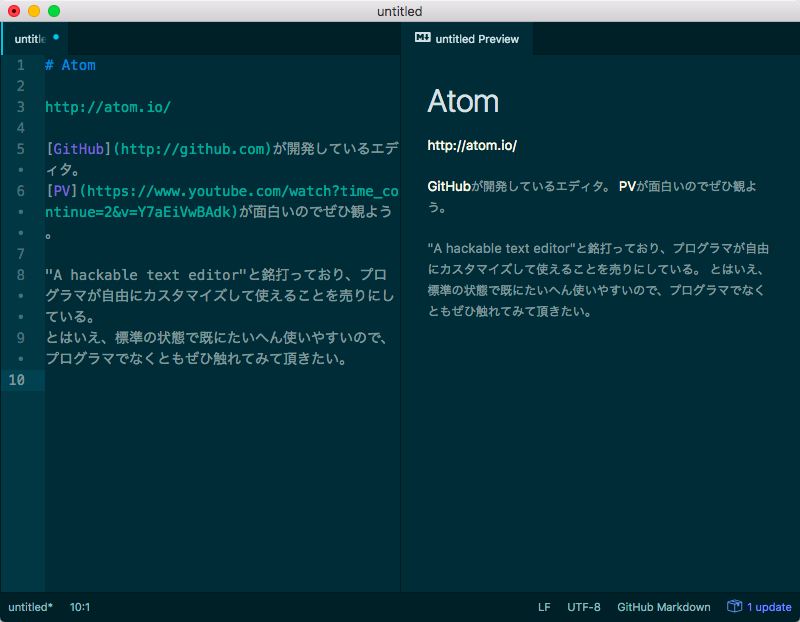 untitled
untitle
untitled Preview
1 # Atom
2
3 http://atom.io/
4
5 [GitHub](http://github.com)が開発しているエデ
ィタ。
6 [PV](https://www.youtube.com/watch?time_co
ntinue=2&v=Y7aEiVwBAdk)が面白いのでぜひ観よう
。
7
8 "A hackable text editor"と銘打っており、プロ
グラマが自由にカスタマイズして使えることを売りにし
ている。
9 とはいえ、標準の状態で既にたいへん使いやすいので、
プログラマでなくともぜひ触れてみて頂きたい。
10
Atom
http://atom.io/
GitHubが開発しているエディタ。 PVが面白いのでぜひ観よ
う。
"A hackable text editor"と銘打っており、プログラマが自由
にカスタマイズして使えることを売りにしている。 とはいえ、
標準の状態で既にたいへん使いやすいので、プログラマでなく
ともぜひ触れてみて頂きたい。
untitled* 10:1 LF UTF-8 GitHub Markdown 1 update